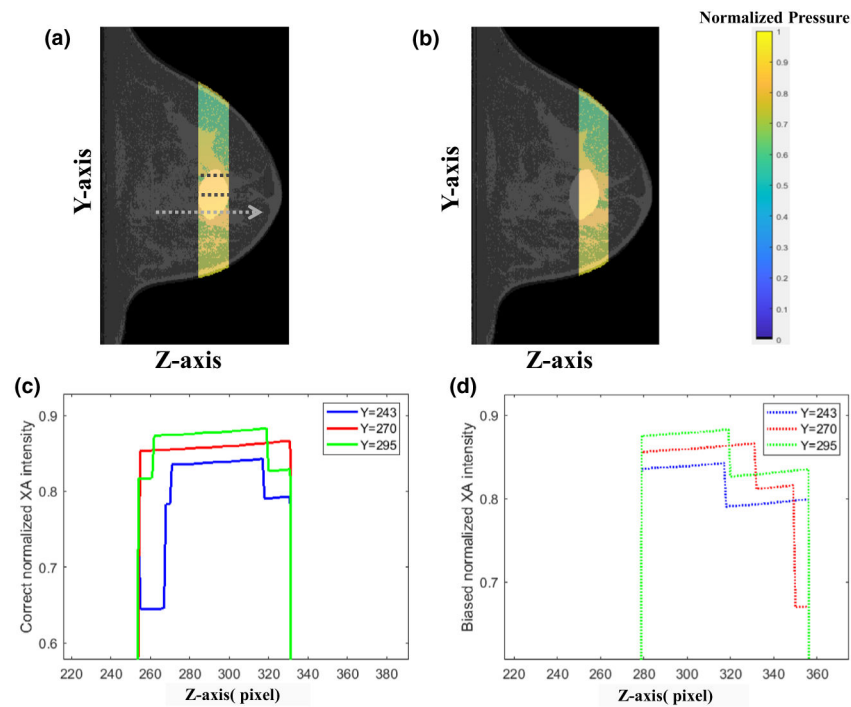 Normalized Pressure
(a)
(b)
1
0.9
0.8
0.7
0.6
0.5
0.4
0.3
0.2
0.1
0
Y-axis
Y-axis
Z-axis
Z-axis
(c)
(d)
Correct normalized XA intensity
0.9
0.8
0.7
0.6
Y=243
Y=270
Y=295
220 240 260 280 300 320 340 360 380
Z-axis( pixel)
Biased normalized XA intensity
0.9
0.8
0.7
Y=243
Y=270
Y=295
220 240 260 280 300 320 340 360
Z-axis( pixel)